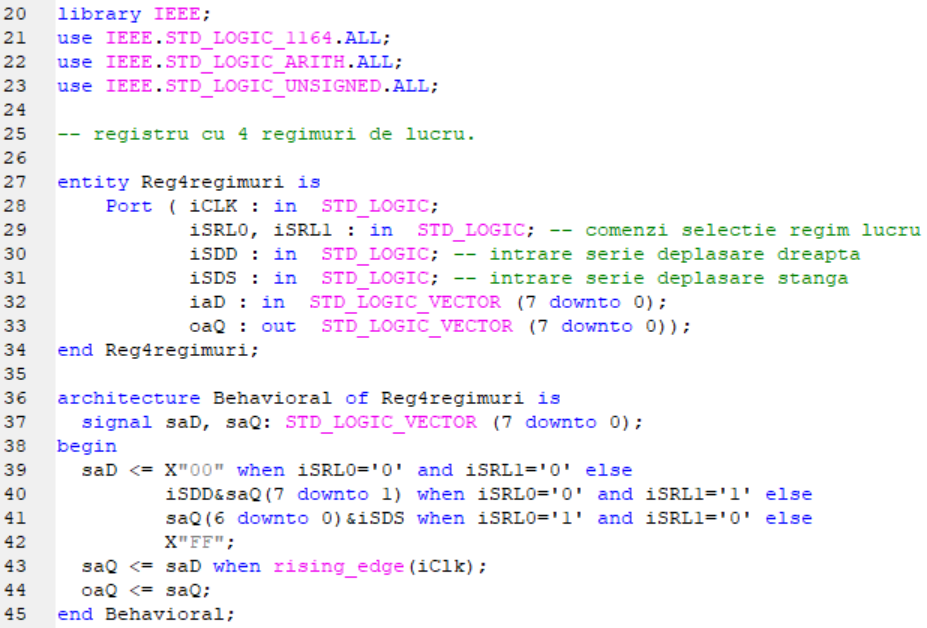 20 library IEEE;
21 use IEEE.STD_LOGIC_1164.ALL;
22 use IEEE.STD_LOGIC_ARITH.ALL;
23 use IEEE.STD_LOGIC_UNSIGNED.ALL;
24
25 -- registru cu 4 regimuri de lucru.
26
27 entity Reg4regimuri is
28     Port ( iCLK : in  STD_LOGIC;
29            iSRL0, iSRL1 : in  STD_LOGIC; -- comenzi selectie regim lucru
30            iSDD : in  STD_LOGIC; -- intrare serie deplasare dreapta
31            iSDS : in  STD_LOGIC; -- intrare serie deplasare stanga
32            iaD : in  STD_LOGIC_VECTOR (7 downto 0);
33            oaQ : out  STD_LOGIC_VECTOR (7 downto 0));
34 end Reg4regimuri;
35
36 architecture Behavioral of Reg4regimuri is
37   signal saD, saQ: STD_LOGIC_VECTOR (7 downto 0);
38 begin
39   saD <= X"00" when iSRL0='0' and iSRL1='0' else
40          iSDD&saQ(7 downto 1) when iSRL0='0' and iSRL1='1' else
41          saQ(6 downto 0)&iSDS when iSRL0='1' and iSRL1='0' else
42          X"FF";
43   saQ <= saD when rising_edge(iClk);
44   oaQ <= saQ;
45 end Behavioral;